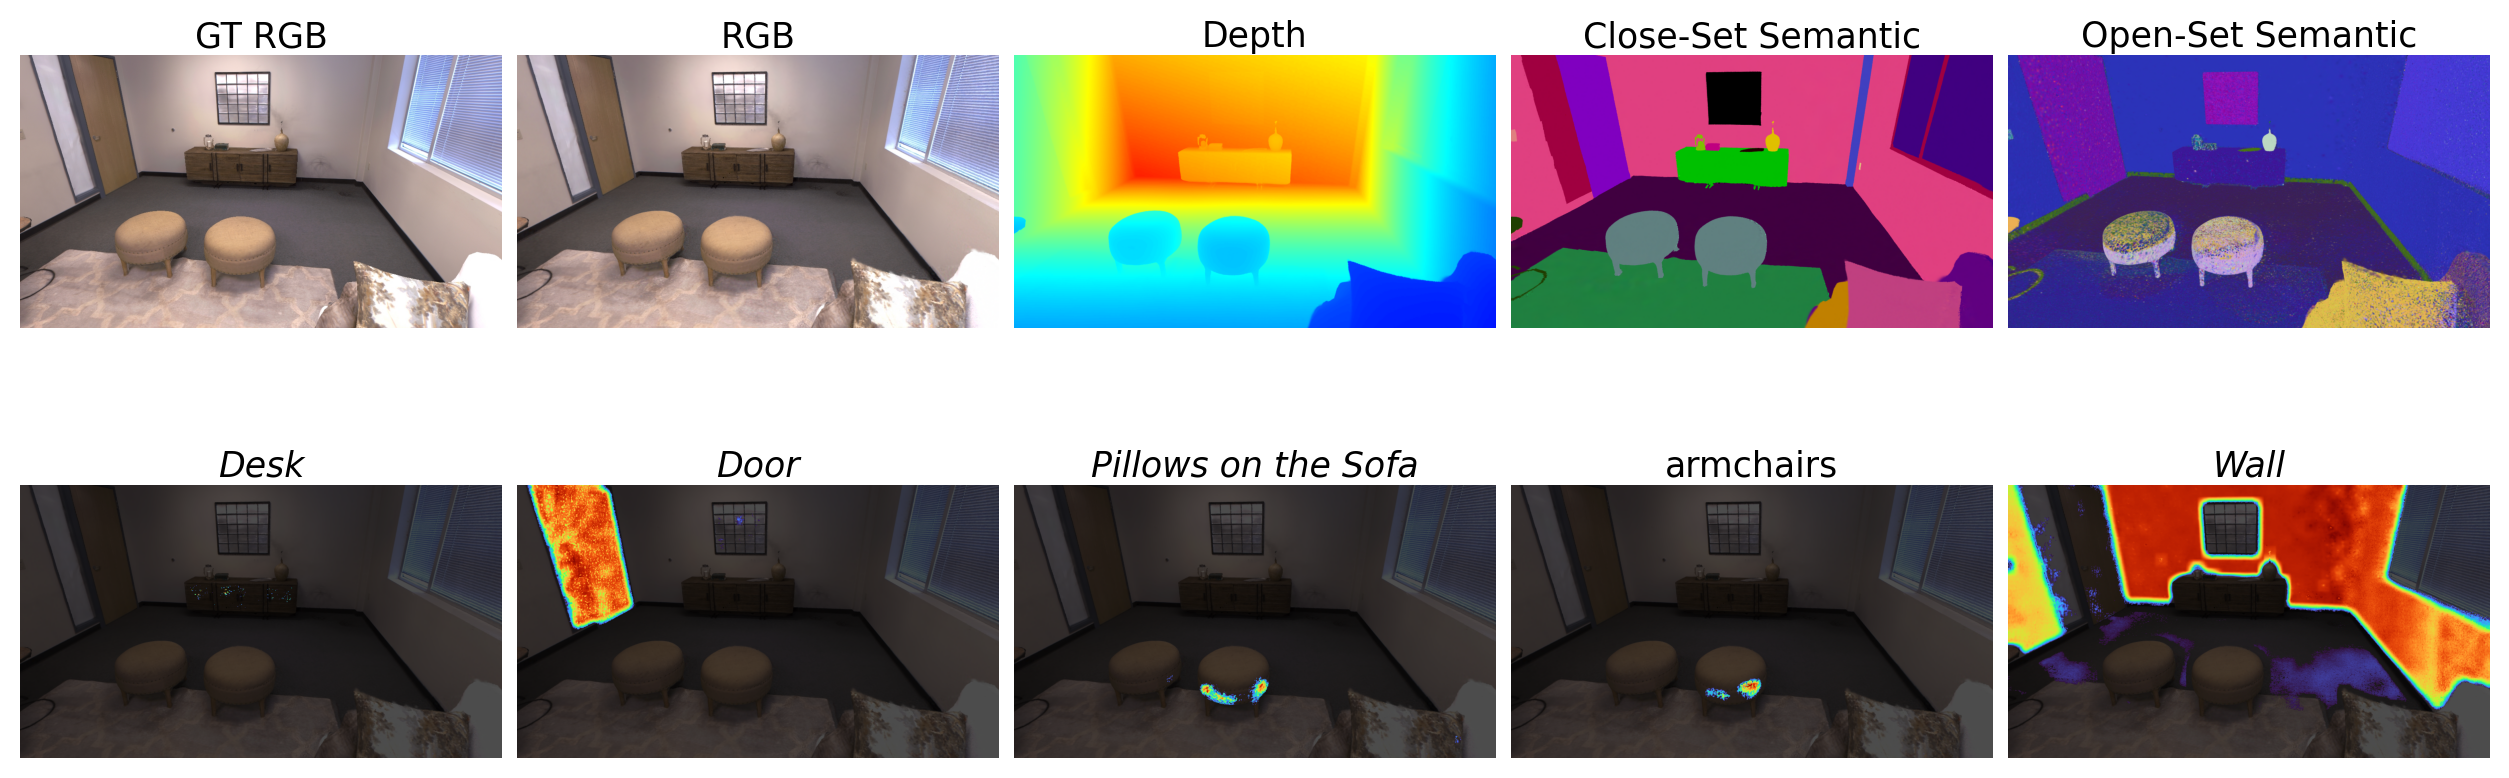 GT RGB
RGB
Depth
Close-Set Semantic
Open-Set Semantic
Desk
Door
Pillows on the Sofa
armchairs
Wall